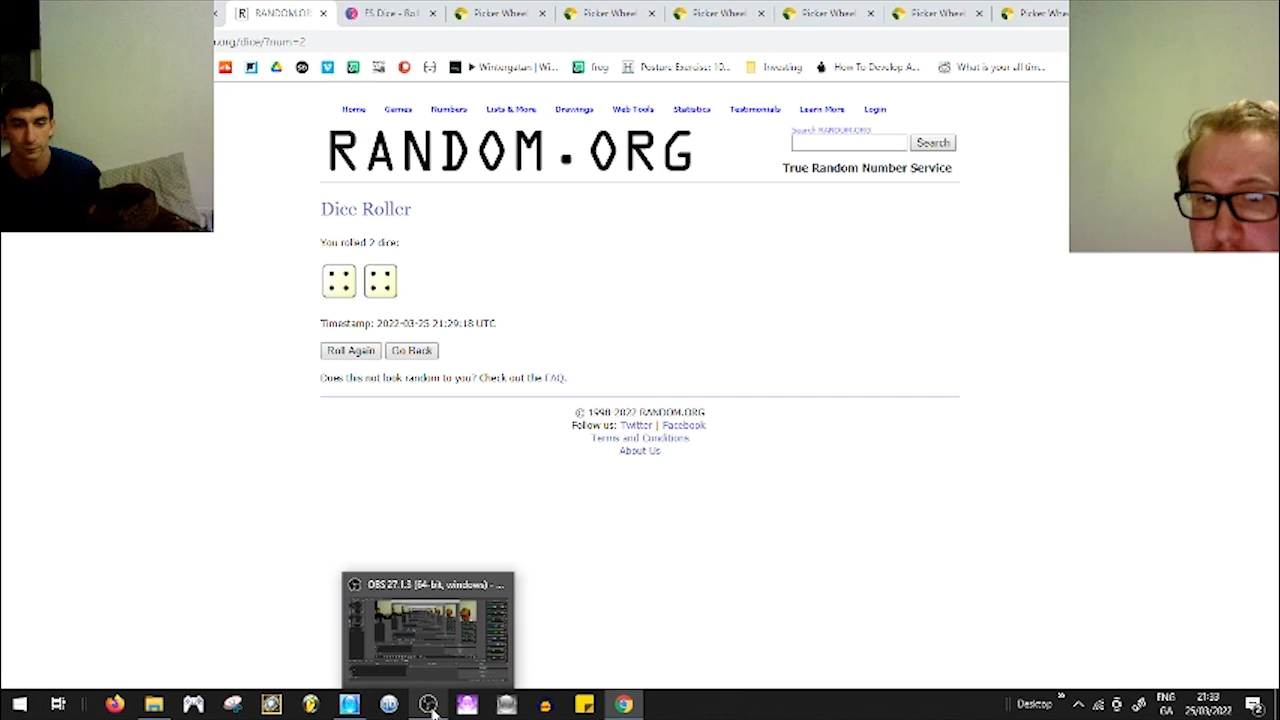 RANDOM.OR
ES Dice - Ball
Picker Wheel
Picker Wheel
Picker Wheel
Picker Wheel
Picker Wheel
Picker Whe
.org/dice/?num=2
Wintergatan | Wi...
frog
Posture Exercise 10...
Investing
How To Develop A...
What is your all tim...
Home Games Numbers Lists & More Drawings Web Tools Statistics Testimonials Learn More Login
RANDOM.ORG
Search RANDOM.ORG
Search
True Random Number Service
Dice Roller
You rolled 2 dice:
Timestamp: 2022-03-25 21:29:18 UTC
Roll Again Go Back
Does this not look random to you? Check out the FAQ.
© 1998-2022 RANDOM.ORG
Follow us: Twitter | Facebook
Terms and Conditions
About Us
OBS 27.1.3 (64-bit, windows) - ...
Desktop
ENG
GA
21:33
25/03/2022